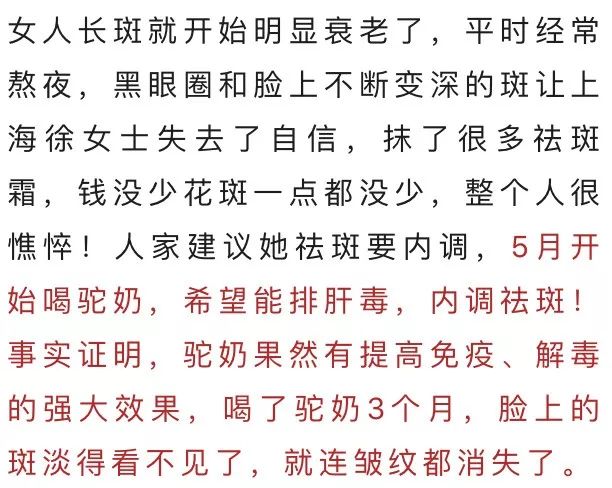 女人长斑就开始明显衰老了，平时经常
熬夜，黑眼圈和脸上不断变深的斑让上
海徐女士失去了自信，抹了很多祛斑
霜，钱没少花斑一点都没少，整个人很
憔悴！人家建议她祛斑要内调，5月开
始喝驼奶，希望能排肝毒，内调祛斑！
事实证明，驼奶果然有提高免疫、解毒
的强大效果，喝了驼奶3个月，脸上的
斑淡得看不见了，就连皱纹都消失了。